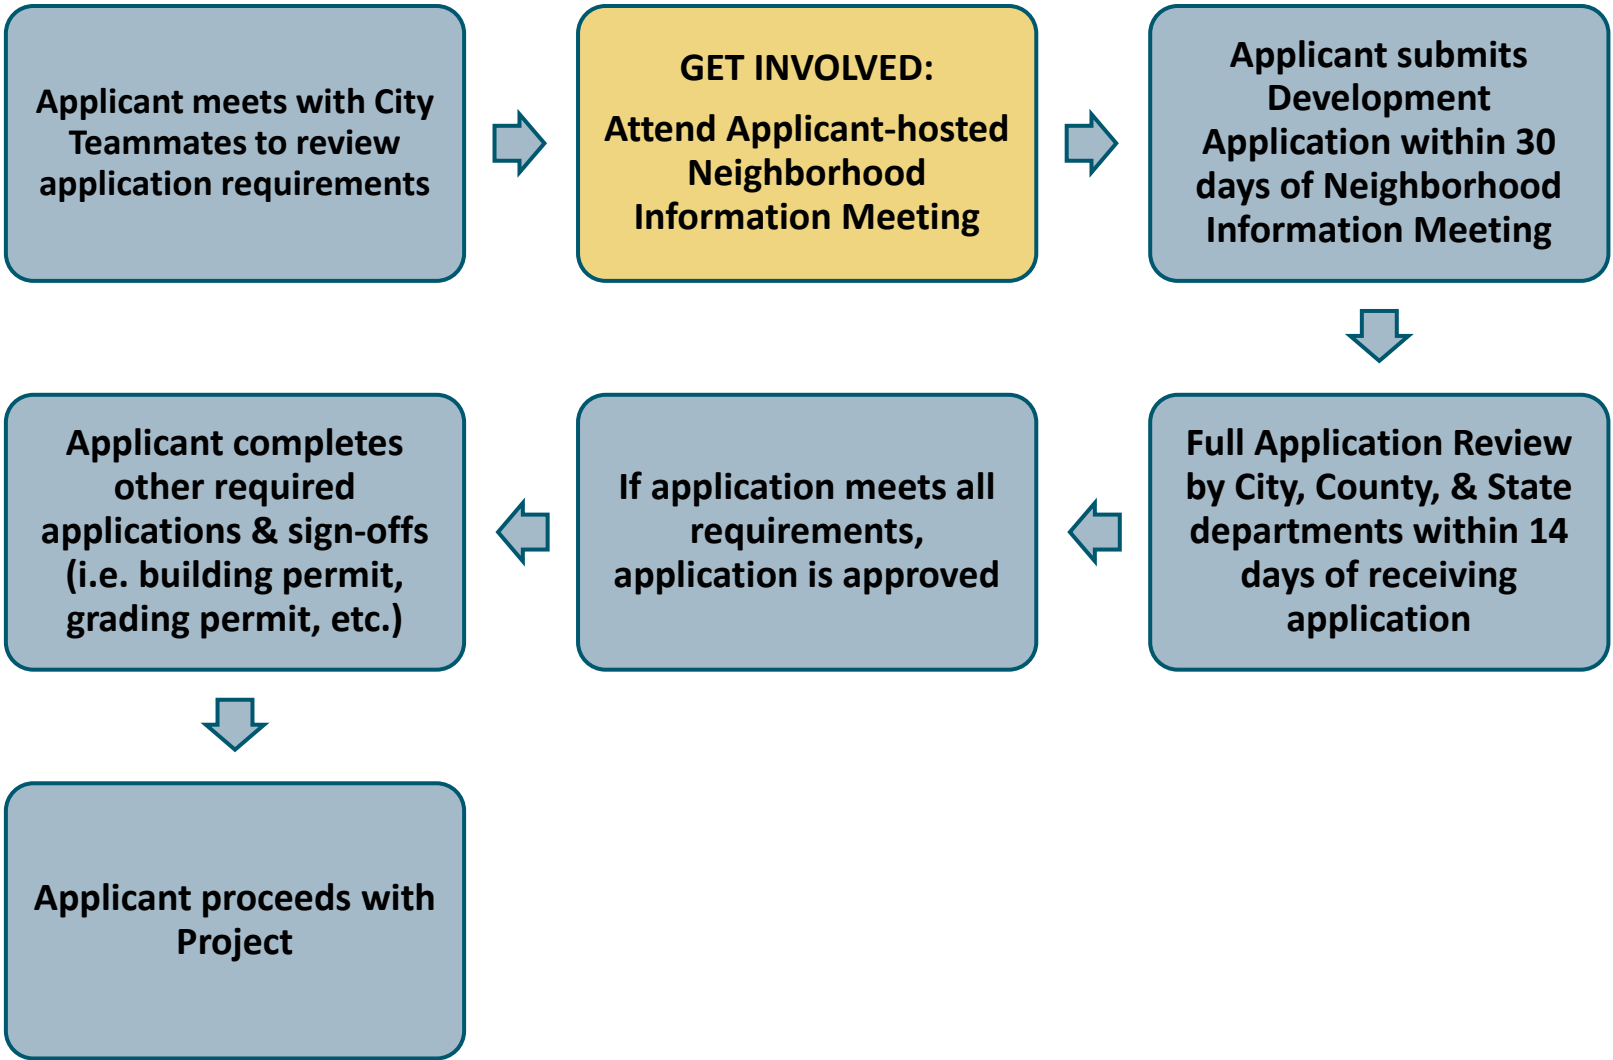 Applicant meets with City
Teammates to review
application requirements
GET INVOLVED:
Attend Applicant-hosted
Neighborhood
Information Meeting
Applicant submits
Development
Application within 30
days of Neighborhood
Information Meeting
Full Application Review
by City, County, & State
departments within 14
days of receiving
application
If application meets all
requirements,
application is approved
Applicant completes
other required
applications & sign-offs
(i.e. building permit,
grading permit, etc.)
Applicant proceeds with
Project